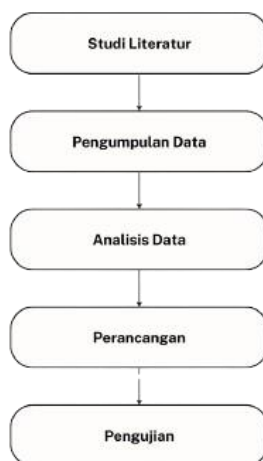 Studi Literatur
Pengumpulan Data
Analisis Data
Perancangan
Pengujian